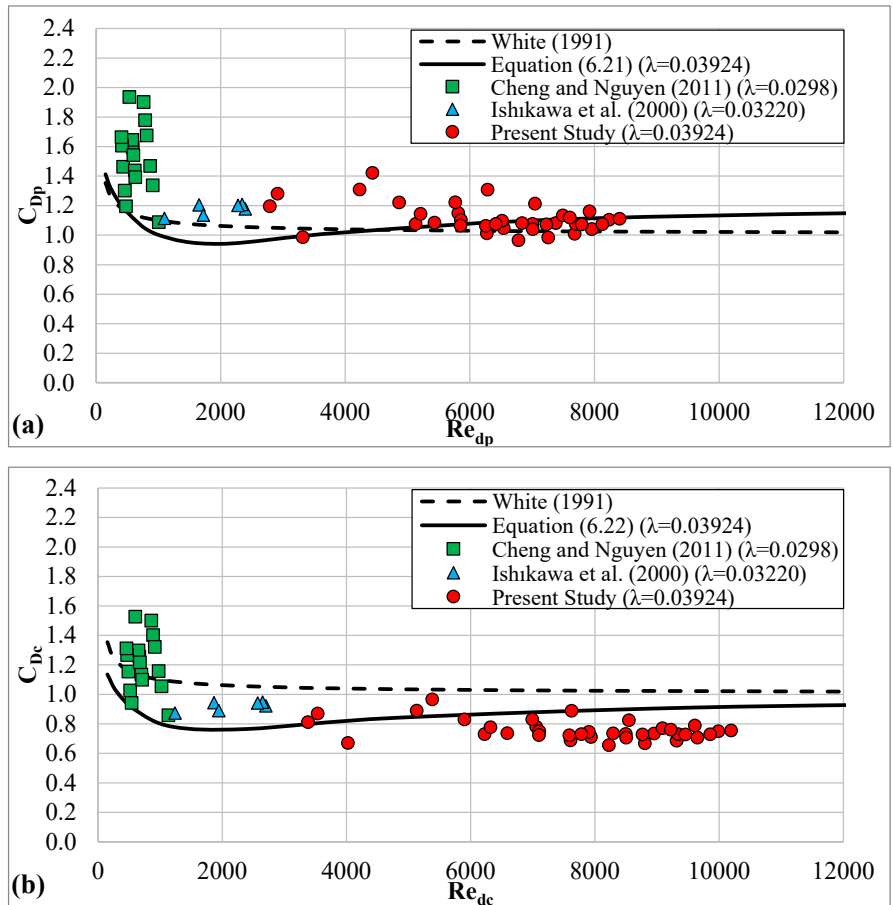 2.4
2.2
2.0
1.8
1.6
1.4
1.2
1.0
0.8
0.6
0.4
0.2
0.0
C_Dp
White (1991)
Equation (6.21) (λ=0.03924)
Cheng and Nguyen (2011) (λ=0.0298)
Ishıkawa et al. (2000) (λ=0.03220)
Present Study (λ=0.03924)
0 2000 4000 6000 8000 10000 12000
Re_dp
(a)
2.4
2.2
2.0
1.8
1.6
1.4
1.2
1.0
0.8
0.6
0.4
0.2
0.0
C_Dc
White (1991)
Equation (6.22) (λ=0.03924)
Cheng and Nguyen (2011) (λ=0.0298)
Ishıkawa et al. (2000) (λ=0.03220)
Present Study (λ=0.03924)
0 2000 4000 6000 8000 10000 12000
Re_dc
(b)